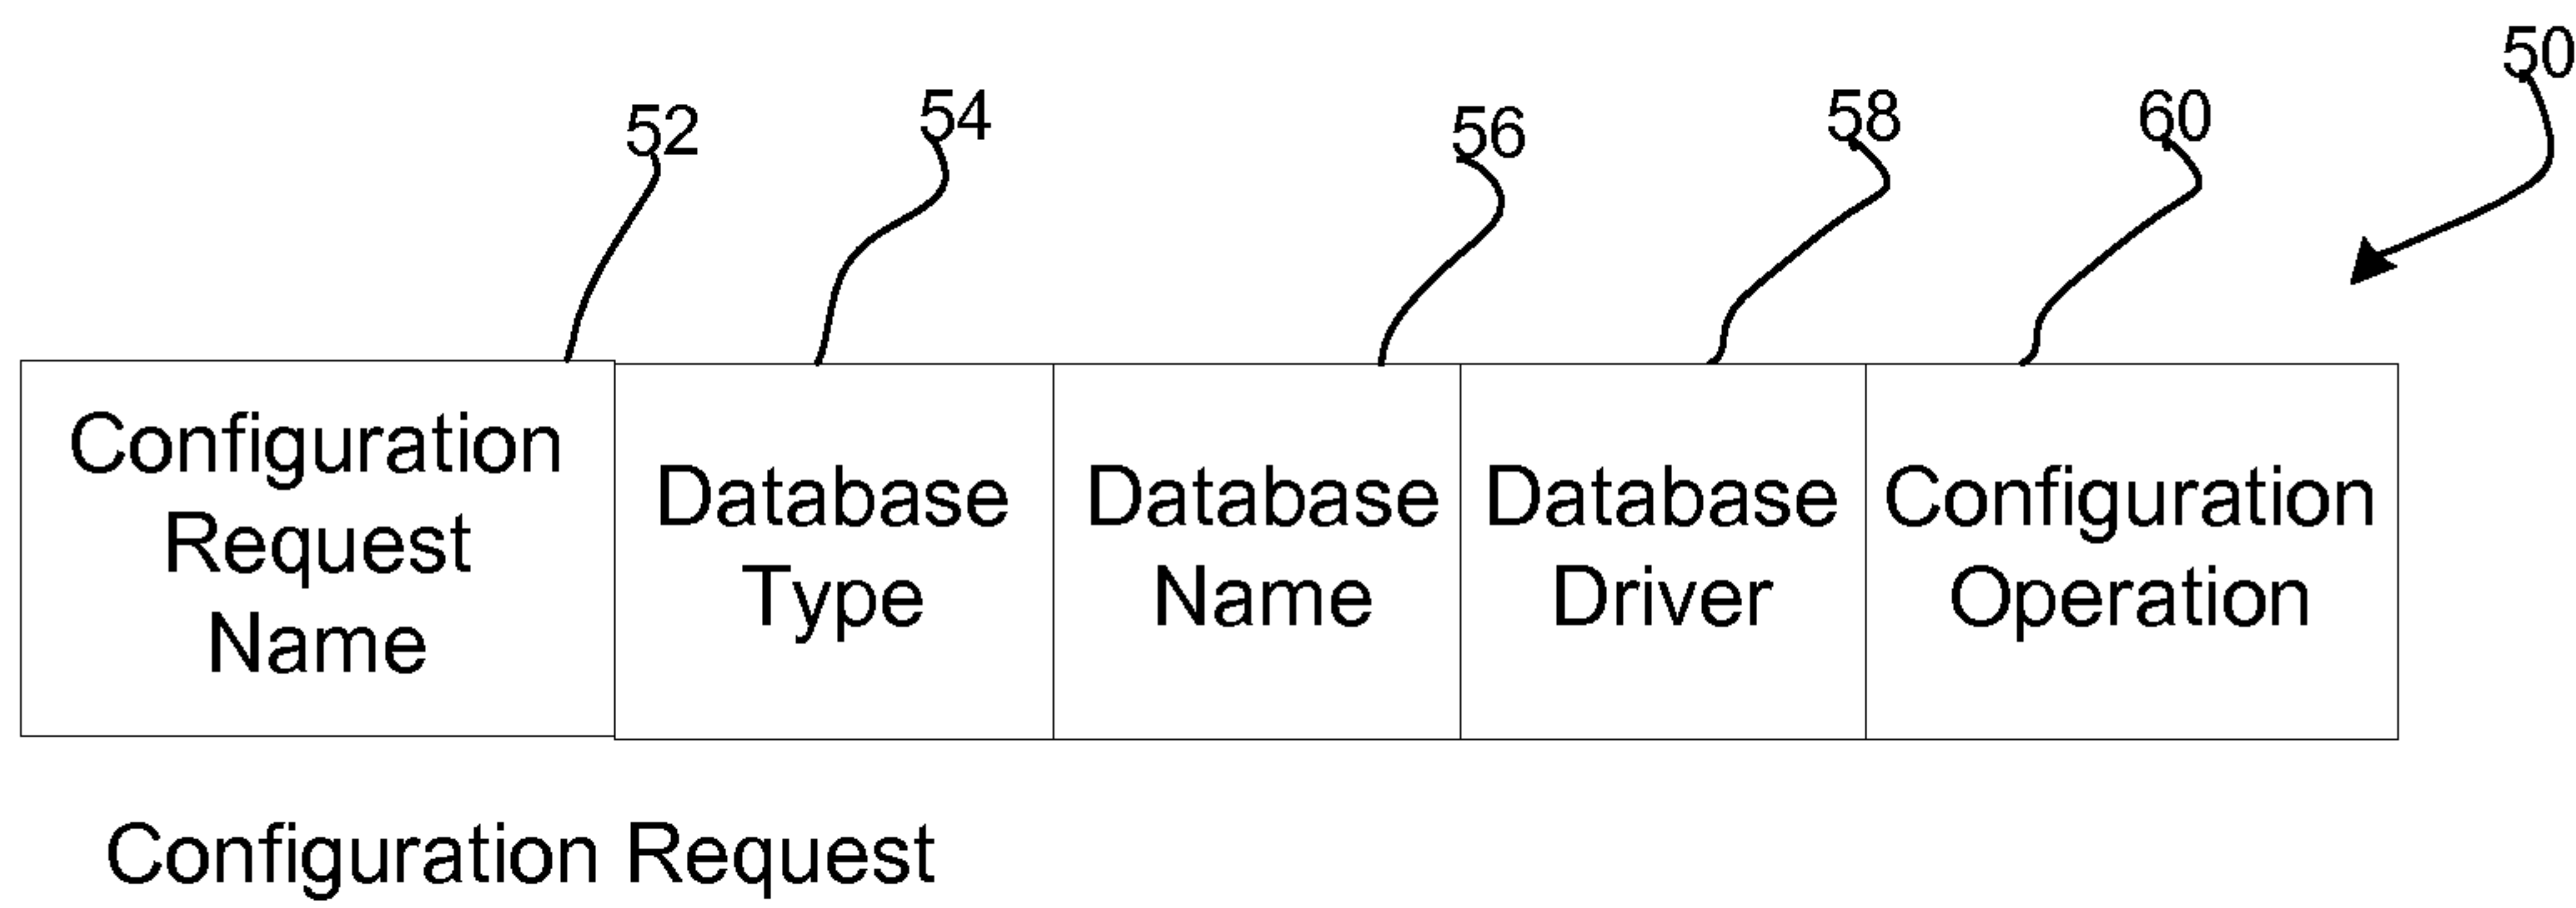 50
52
54
56
58
60
Configuration
Request
Name
Database
Type
Database
Name
Database
Driver
Configuration
Operation
Configuration Request